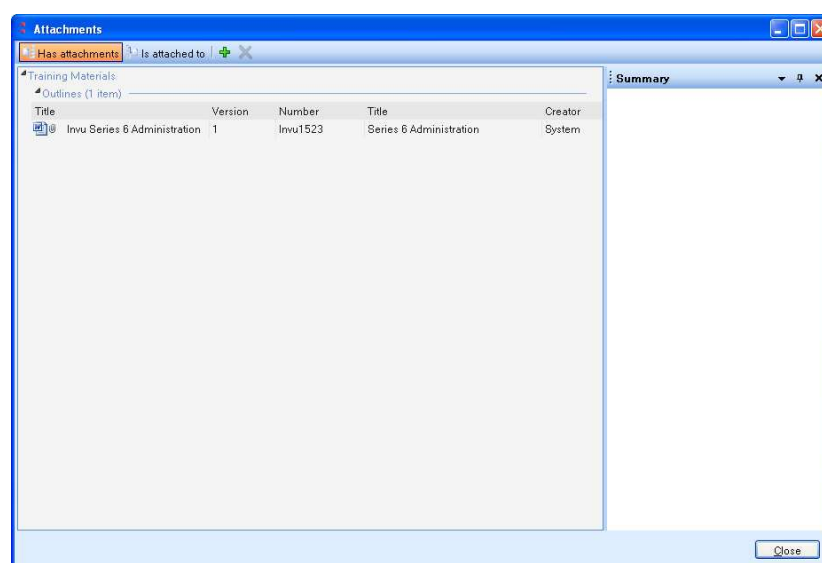 Attachments
Has attachments Is attached to
Training Materials
Outlines (1 item)
Title Version Number Title Creator
Invu Series 6 Administration 1 Invu1523 Series 6 Administration System
Summary
Close